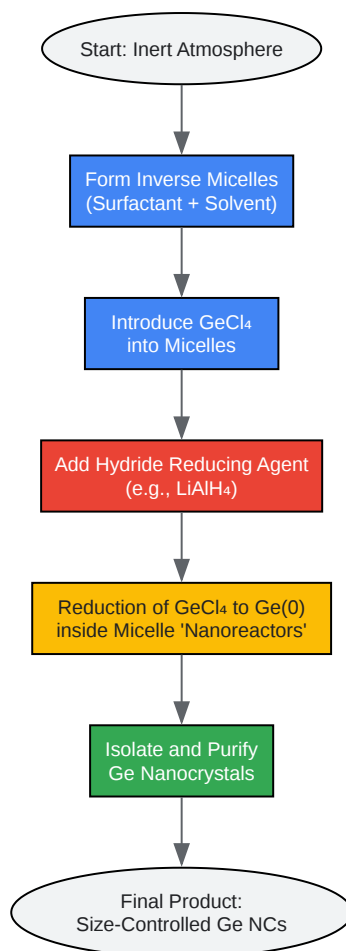 Start: Inert Atmosphere
Form Inverse Micelles
(Surfactant + Solvent)
Introduce GeCl₄
into Micelles
Add Hydride Reducing Agent
(e.g., LiAlH₄)
Reduction of GeCl₄ to Ge(0)
inside Micelle 'Nanoreactors'
Isolate and Purify
Ge Nanocrystals
Final Product:
Size-Controlled Ge NCs